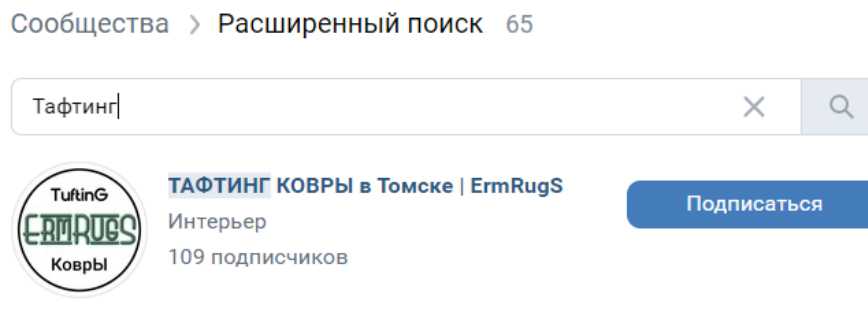 Сообщества > Расширенный поиск 65
Тафтинг
TuftinG
ERMRUGS
КоврЫ
ТАФТИНГ КОВРЫ в Томске | ErmRugS
Интерьер
109 подписчиков
Подписаться